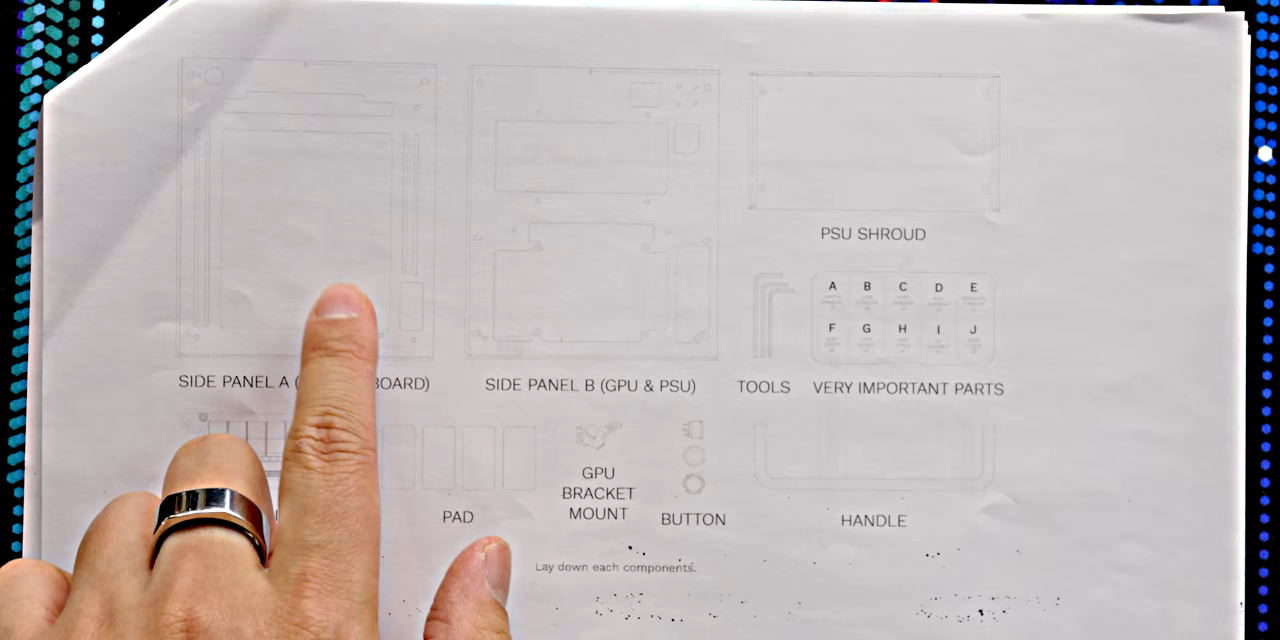 PSU SHROUD
A B C D E
F G H I J
SIDE PANEL A ( BOARD)
SIDE PANEL B (GPU & PSU)
TOOLS
VERY IMPORTANT PARTS
PAD
GPU
BRACKET
MOUNT
BUTTON
HANDLE
Lay down each components.